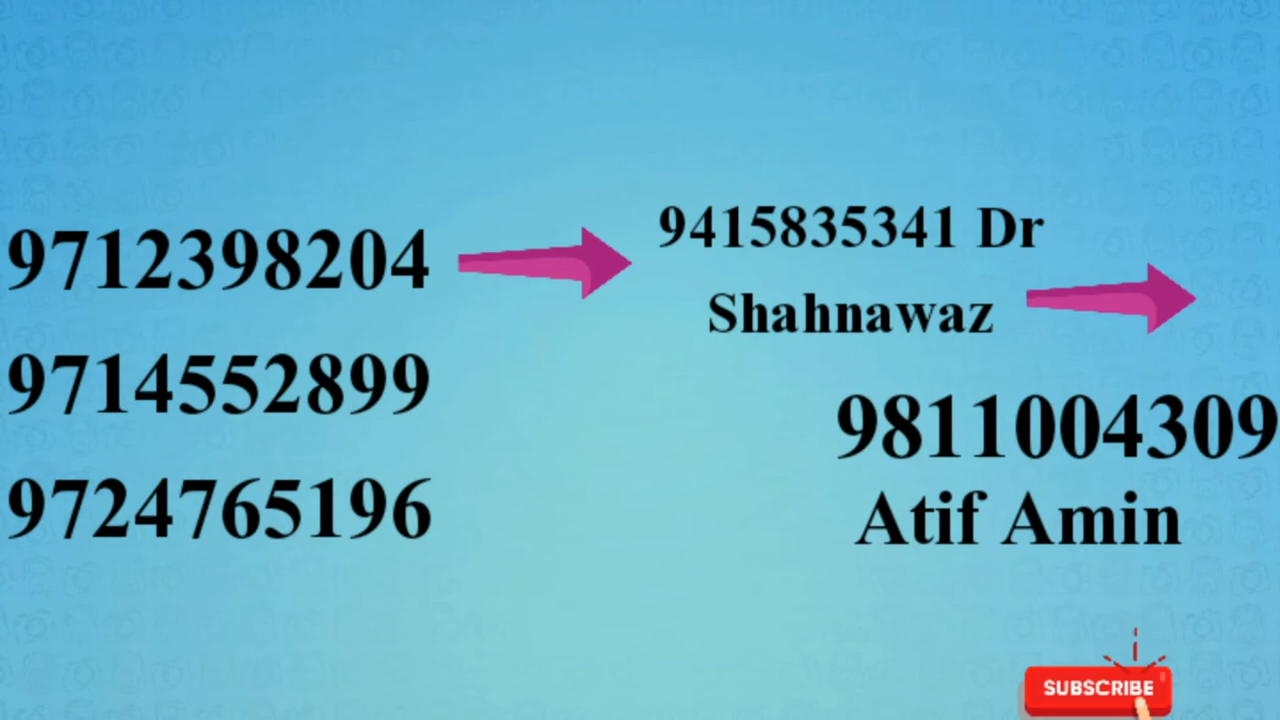 9712398204
9714552899
9724765196
9415835341 Dr
Shahnawaz
9811004309
Atif Amin
SUBSCRIBE